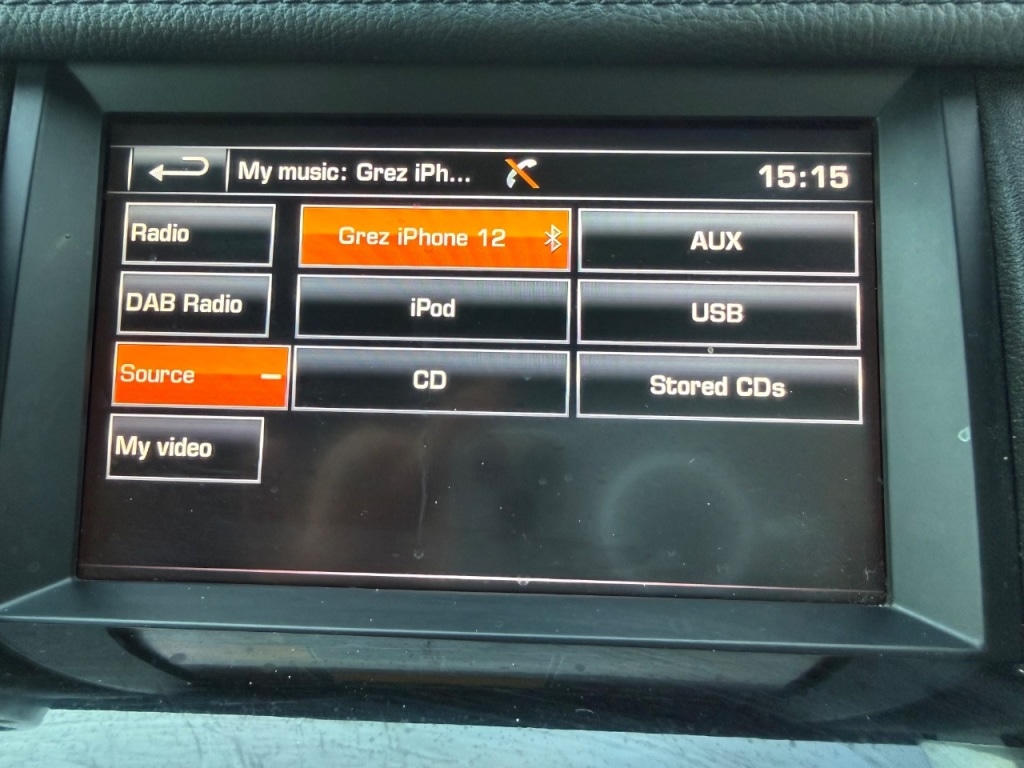 My music: Grez iPh...
15:15
Radio
Grez iPhone 12
AUX
DAB Radio
iPod
USB
Source
CD
Stored CDs
My video